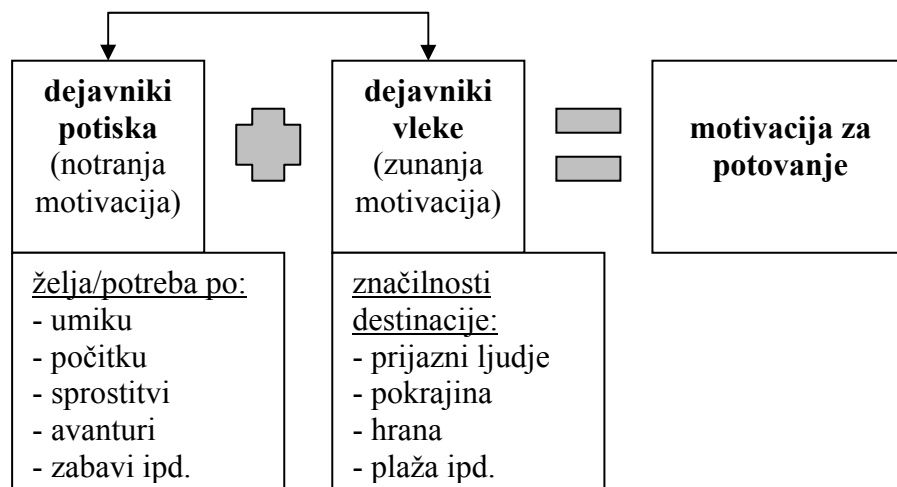 dejavniki
potiska
(notranja
motivacija)
dejavniki
vleke
(zunanja
motivacija)
motivacija za
potovanje
želja/potreba po:
- umiku
- počitku
- sprostitvi
- avanturi
- zabavi ipd.
značilnosti
destinacije:
- prijazni ljudje
- pokrajina
- hrana
- plaža ipd.